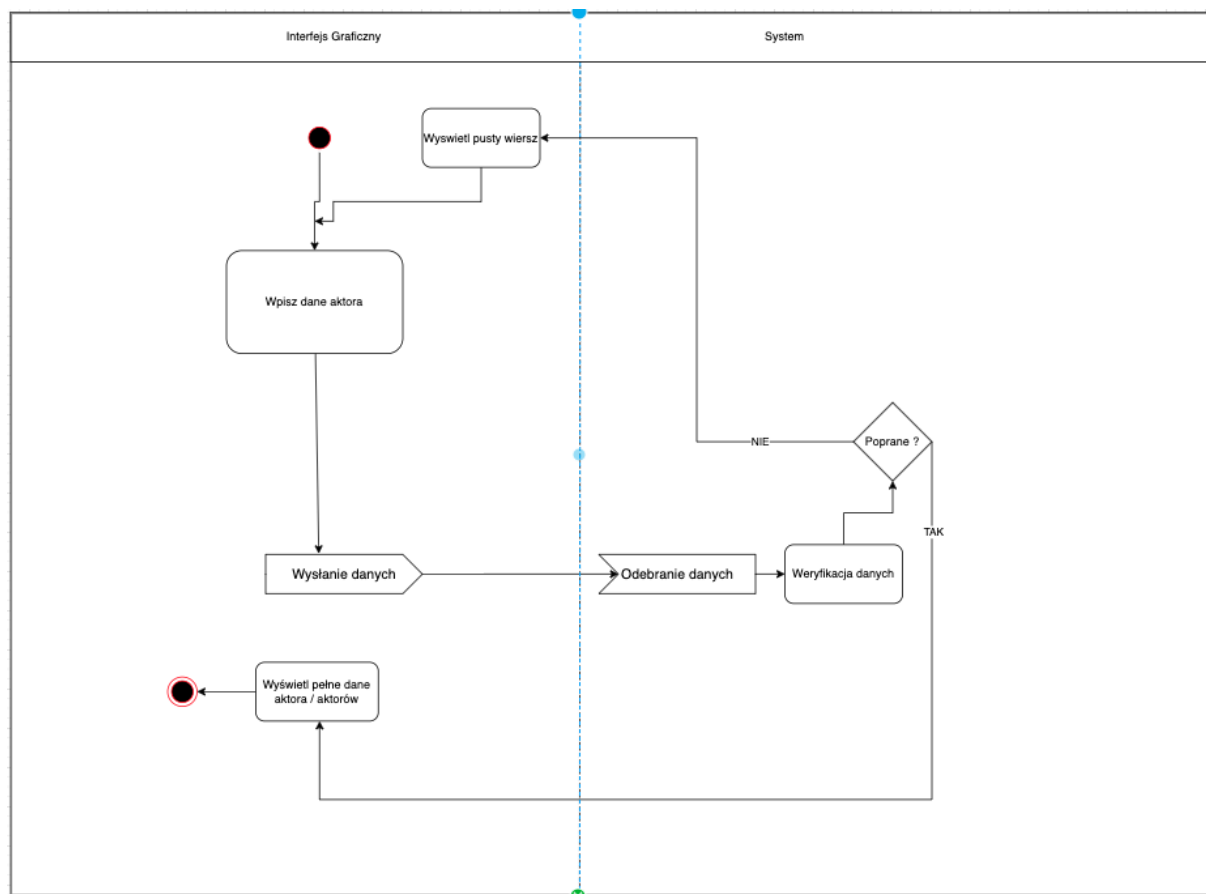 Interfejs Graficzny
System
Wyswietl pusty wiersz
Wpisz dane aktora
Poprane ?
NIE
TAK
Wysłanie danych
Odebranie danych
Weryfikacja danych
Wyświetl pełne dane
aktora / aktorów